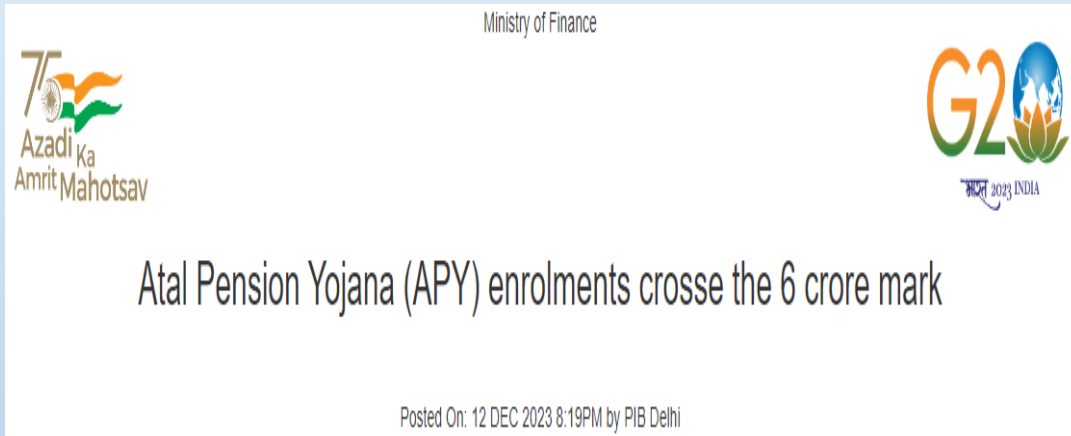 Ministry of Finance
75
Azadi Ka
Amrit Mahotsav
G20
भारत 2023 INDIA
Atal Pension Yojana (APY) enrolments crosse the 6 crore mark
Posted On: 12 DEC 2023 8:19PM by PIB Delhi